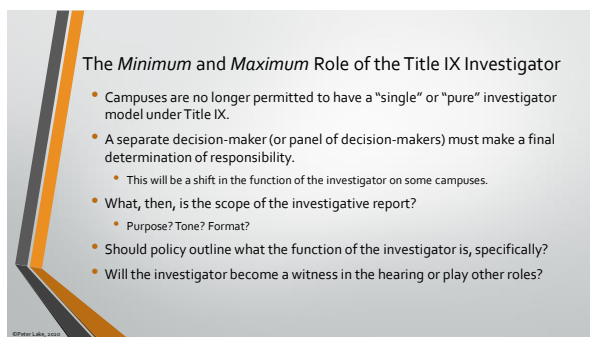 The Minimum and Maximum Role of the Title IX Investigator
Campuses are no longer permitted to have a “single” or “pure” investigator
model under Title IX.
A separate decision-maker (or panel of decision-makers) must make a final
determination of responsibility.
This will be a shift in the function of the investigator on some campuses.
What, then, is the scope of the investigative report?
Purpose? Tone? Format?
Should policy outline what the function of the investigator is, specifically?
Will the investigator become a witness in the hearing or play other roles?
©Peter Lake, 2020